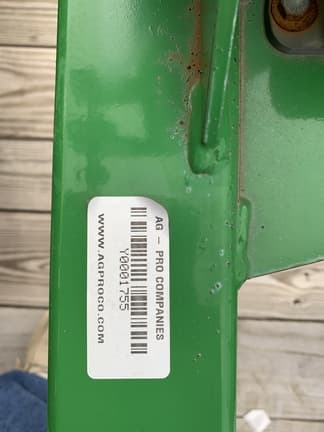 AG - PRO COMPANIES
Y0001755
WWW.AGPROCO.COM